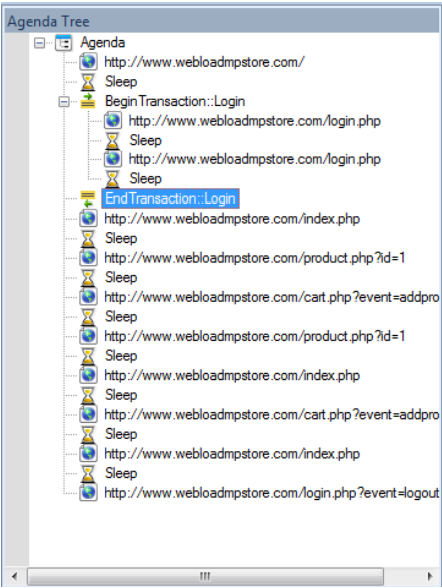 Agenda Tree
Agenda
http://www.webloadmpstore.com/
Sleep
BeginTransaction::Login
http://www.webloadmpstore.com/login.php
Sleep
http://www.webloadmpstore.com/login.php
Sleep
EndTransaction::Login
http://www.webloadmpstore.com/index.php
Sleep
http://www.webloadmpstore.com/product.php?id=1
Sleep
http://www.webloadmpstore.com/cart.php?event=addpro
Sleep
http://www.webloadmpstore.com/product.php?id=1
Sleep
http://www.webloadmpstore.com/index.php
Sleep
http://www.webloadmpstore.com/cart.php?event=addpro
Sleep
http://www.webloadmpstore.com/index.php
Sleep
http://www.webloadmpstore.com/login.php?event=logout